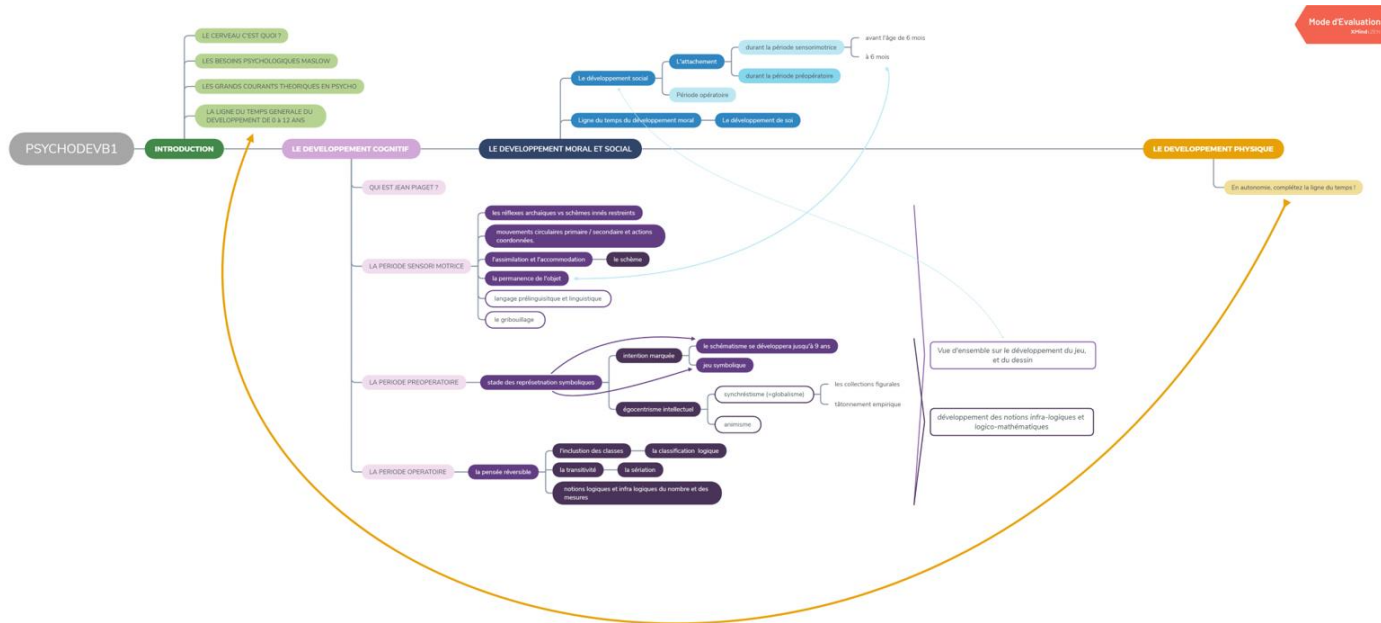 Mode d'Evaluation
XMind
LE CERVEAU C'EST QUOI ?
LES BESOINS PSYCHOLOGIQUES MASLOW
LES GRANDS COURANTS THEORIQUES EN PSYCHO
LA LIGNE DU TEMPS GENERALE DU
DEVELOPPEMENT DE 0 à 12 ANS
PSYCHODEVB1
INTRODUCTION
LE DEVELOPPEMENT COGNITIF
LE DEVELOPPEMENT MORAL ET SOCIAL
LE DEVELOPPEMENT PHYSIQUE
Le développement social
L'attachement
durant la période sensorimotrice
avant l'âge de 6 mois
à 6 mois
durant la période préopératoire
Période opératoire
Ligne du temps du développement moral
Le développement de soi
En autonomie, complétez la ligne du temps !
QUI EST JEAN PIAGET ?
LA PERIODE SENSORI MOTRICE
les réflexes archaïques vs schèmes innés restreints
mouvements circulaires primaire / secondaire et actions
coordonnées.
l'assimilation et l'accommodation
le schème
la permanence de l'objet
langage prélinguisitique et linguistique
le gribouillage
LA PERIODE PREOPERATOIRE
stade des représetnation symboliques
intention marquée
le schématisme se développera jusqu'à 9 ans
jeu symbolique
égocentrisme intellectuel
synchrétistime (=globalisme)
les collections figurales
tâtonnement empirique
animisme
LA PERIODE OPERATOIRE
la pensée réversible
l'inclustion des classes
la classification logique
la transitivité
la sériation
notions logiques et infra logiques du nombre et des
mesures
Vue d'ensemble sur le développement du jeu,
et du dessin
développement des notions infra-logiques et
logico-mathématiques